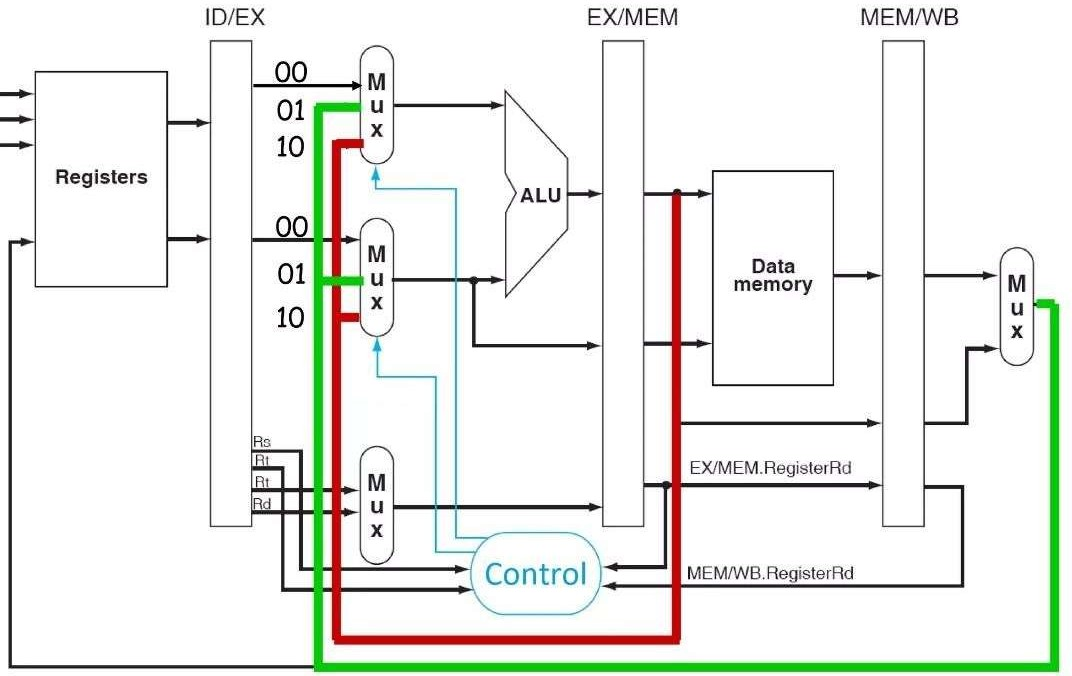 ID/EX
EX/MEM
MEM/WB
00
01
10
M
u
x
Registers
ALU
00
01
10
M
u
x
Data
memory
M
u
x
Rs
Rt
Rt
Rd
M
u
x
EX/MEM.RegisterRd
Control
MEM/WB.RegisterRd